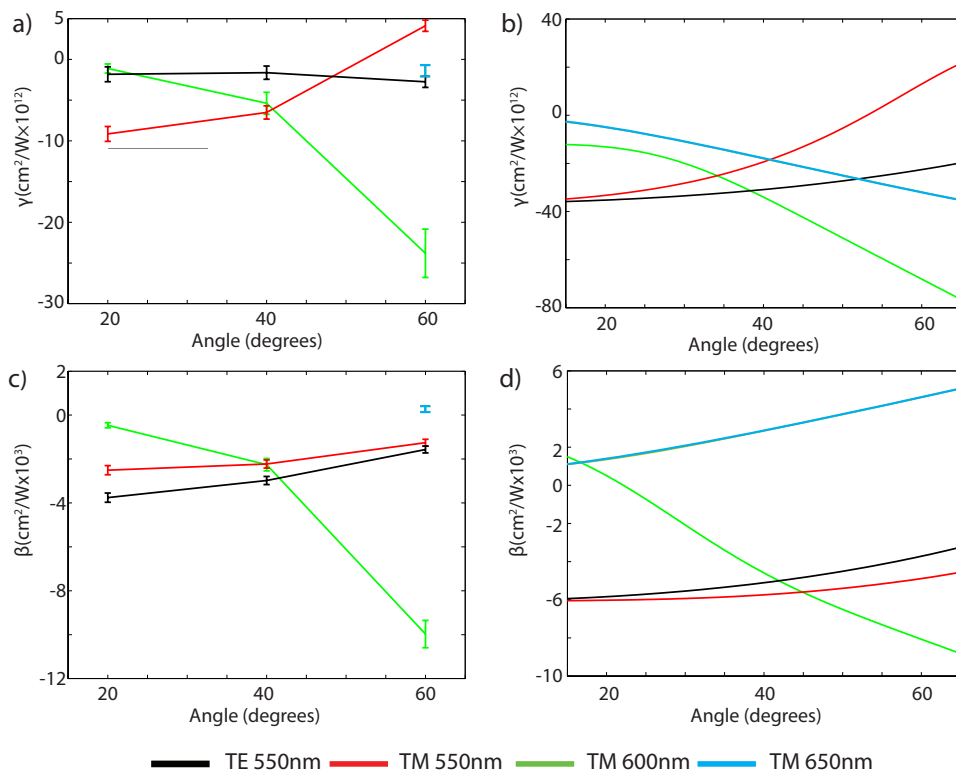 a)
γ(cm²/W×10¹²)
5
0
-10
-20
-30
20
40
60
Angle (degrees)
b)
γ(cm²/W×10¹²)
40
0
-40
-80
20
40
60
Angle (degrees)
c)
β(cm²/W×10³)
2
0
-4
-8
-12
20
40
60
Angle (degrees)
d)
β(cm²/W×10³)
6
2
0
-2
-6
-10
20
40
60
Angle (degrees)
TE 550nm TM 550nm TM 600nm TM 650nm